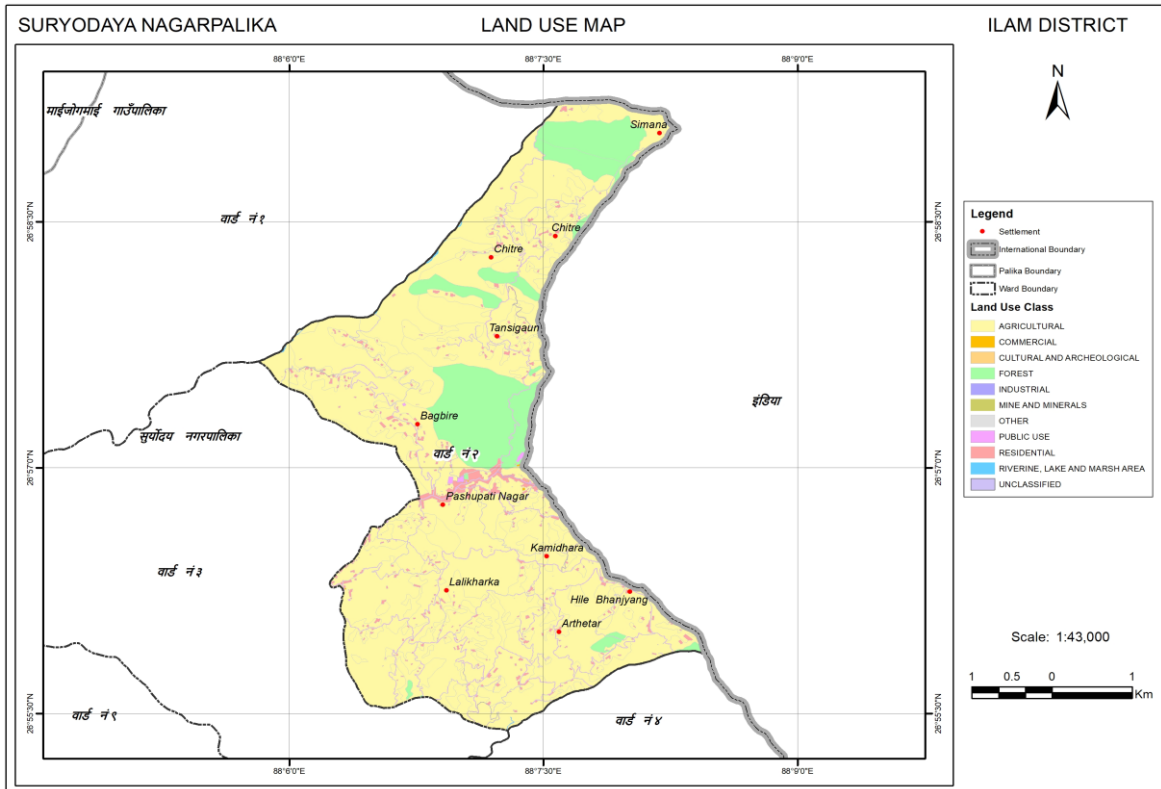 SURYODAYA NAGARPALIKA
LAND USE MAP
ILAM DISTRICT
88°6'0"E
88°7'30"E
88°9'0"E
N
माईजोगमाई गाउँपालिका
Simana
वार्ड नं १
26°58'30"N
26°58'30"N
Chitre
Chitre
Tansigaun
इंडिया
Bagbire
सुर्योदय नगरपालिका
वार्ड नं २
26°57'0"N
26°57'0"N
Pashupati Nagar
Kamidhara
वार्ड नं ३
Lalikharka
Hile Bhanjyang
Arthetar
वार्ड नं ९
वार्ड नं ४
26°55'30"N
26°55'30"N
88°6'0"E
88°7'30"E
88°9'0"E
Legend
Settlement
International Boundary
Palika Boundary
Ward Boundary
Land Use Class
AGRICULTURAL
COMMERCIAL
CULTURAL AND ARCHEOLOGICAL
FOREST
INDUSTRIAL
MINE AND MINERALS
OTHER
PUBLIC USE
RESIDENTIAL
RIVERINE, LAKE AND MARSH AREA
UNCLASSIFIED
Scale: 1:43,000
1 0.5 0 1
Km